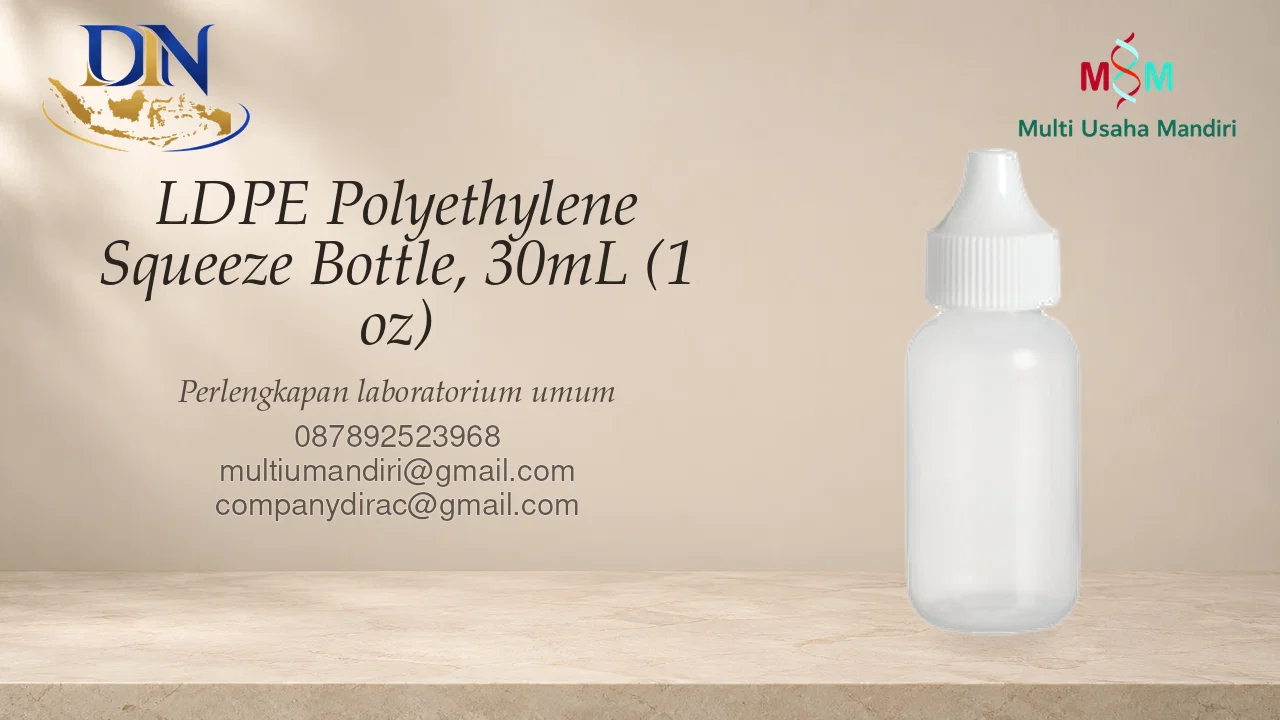 DIN
M M
Multi Usaha Mandiri
LDPE Polyethylene
Squeeze Bottle, 30mL (1
oz)
Perlengkapan laboratorium umum
087892523968
multiumandiri@gmail.com
companydirac@gmail.com